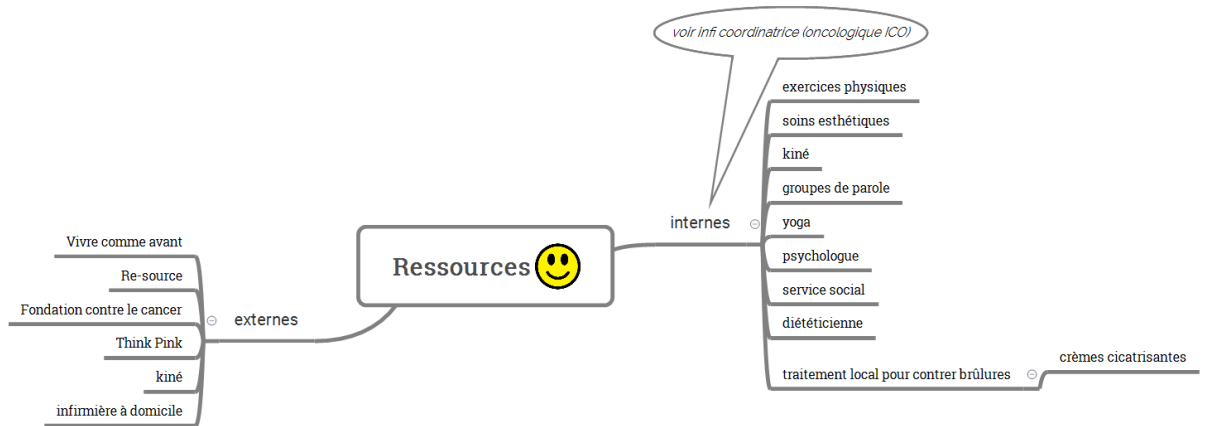 voir infi coordinatrice (oncologique ICO)
exercices physiques
soins esthétiques
kiné
groupes de parole
internes
yoga
psychologue
service social
diététicienne
traitement local pour contrer brûlures
crèmes cicatrisantes
Ressources
externes
Vivre comme avant
Re-source
Fondation contre le cancer
Think Pink
kiné
infirmière à domicile